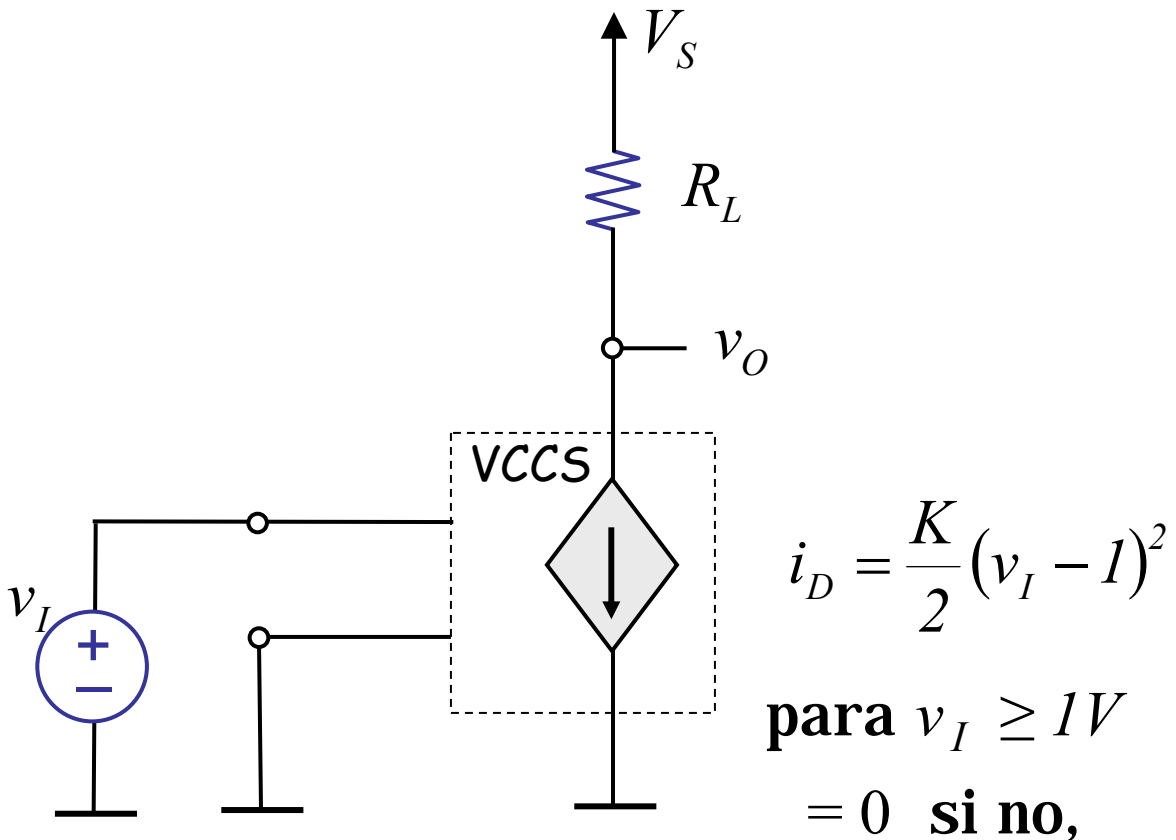 V_S
R_L
v_O
VCCS
v_I
+
−
i_D = K/2 (v_I − 1)²
para v_I ≥ 1V
= 0 si no,